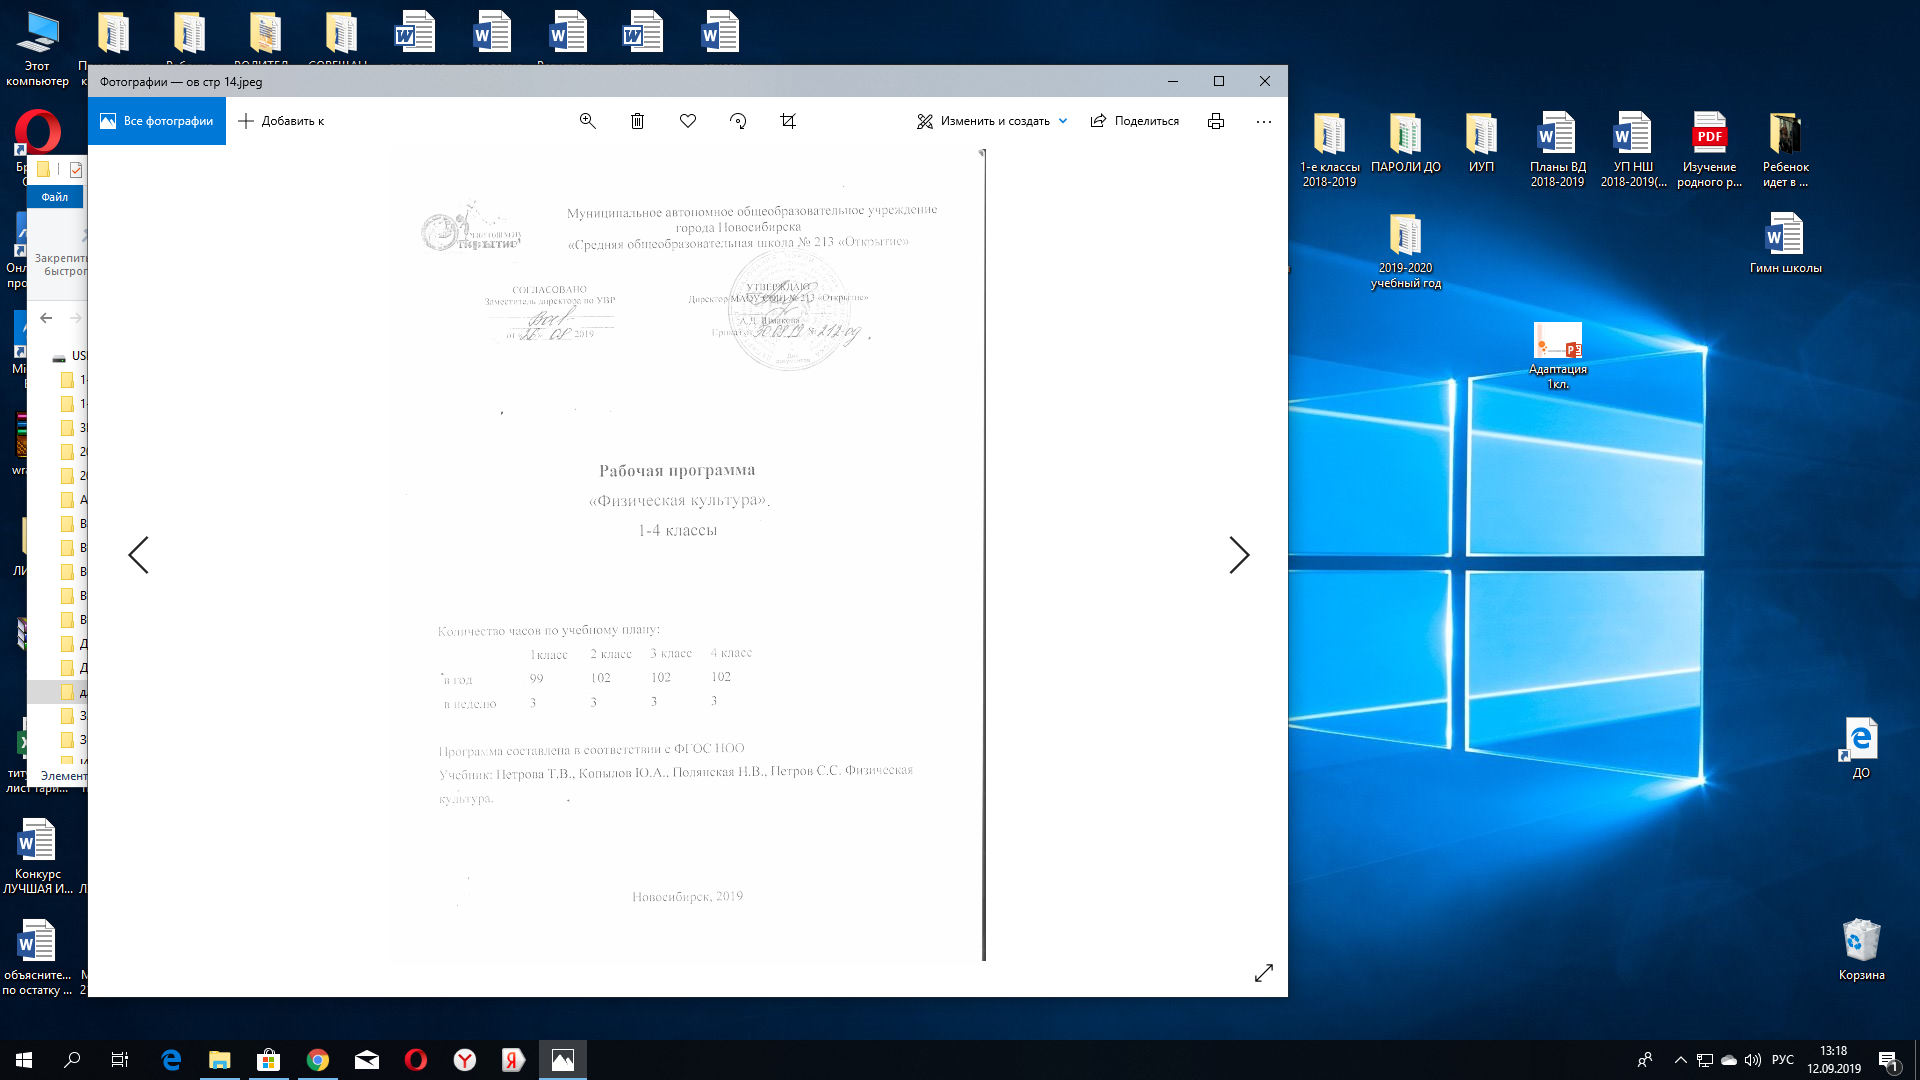 Этот
компьютер
Фотографии — ов стр 14.jpeg
Все фотографии
Добавить к
Изменить и создать
Поделиться
Файл
Элемент
Муниципальное автономное общеобразовательное учреждение
города Новосибирска
«Средняя общеобразовательная школа № 213 «Открытие»
СОГЛАСОВАНО
Заместитель директора по УВР
2019
УТВЕРЖДАЮ
Директор МАОУ СОШ № 213 «Открытие»
Рабочая программа
«Физическая культура».
1-4 классы
Количество часов по учебному плану:
1класс 2 класс 3 класс 4 класс
в год 99 102 102 102
в неделю 3 3 3 3
Программа составлена в соответствии с ФГОС НОО
Учебник: Петрова Т.В., Копылов Ю.А., Полянская Н.В., Петров С.С. Физическая
культура.
Новосибирск, 2019
1-е классы
2018-2019
ПАРОЛИ ДО
ИУП
Планы ВД
2018-2019
УП НШ
2018-2019(...
PDF
Изучение
родного р...
Ребенок
идет в ...
2019-2020
учебный год
Гимн школы
Адаптация
1кл.
ДО
Корзина
Конкурс
ЛУЧШАЯ И...
объясните...
по остатку ...
РУС
13:18
12.09.2019
1